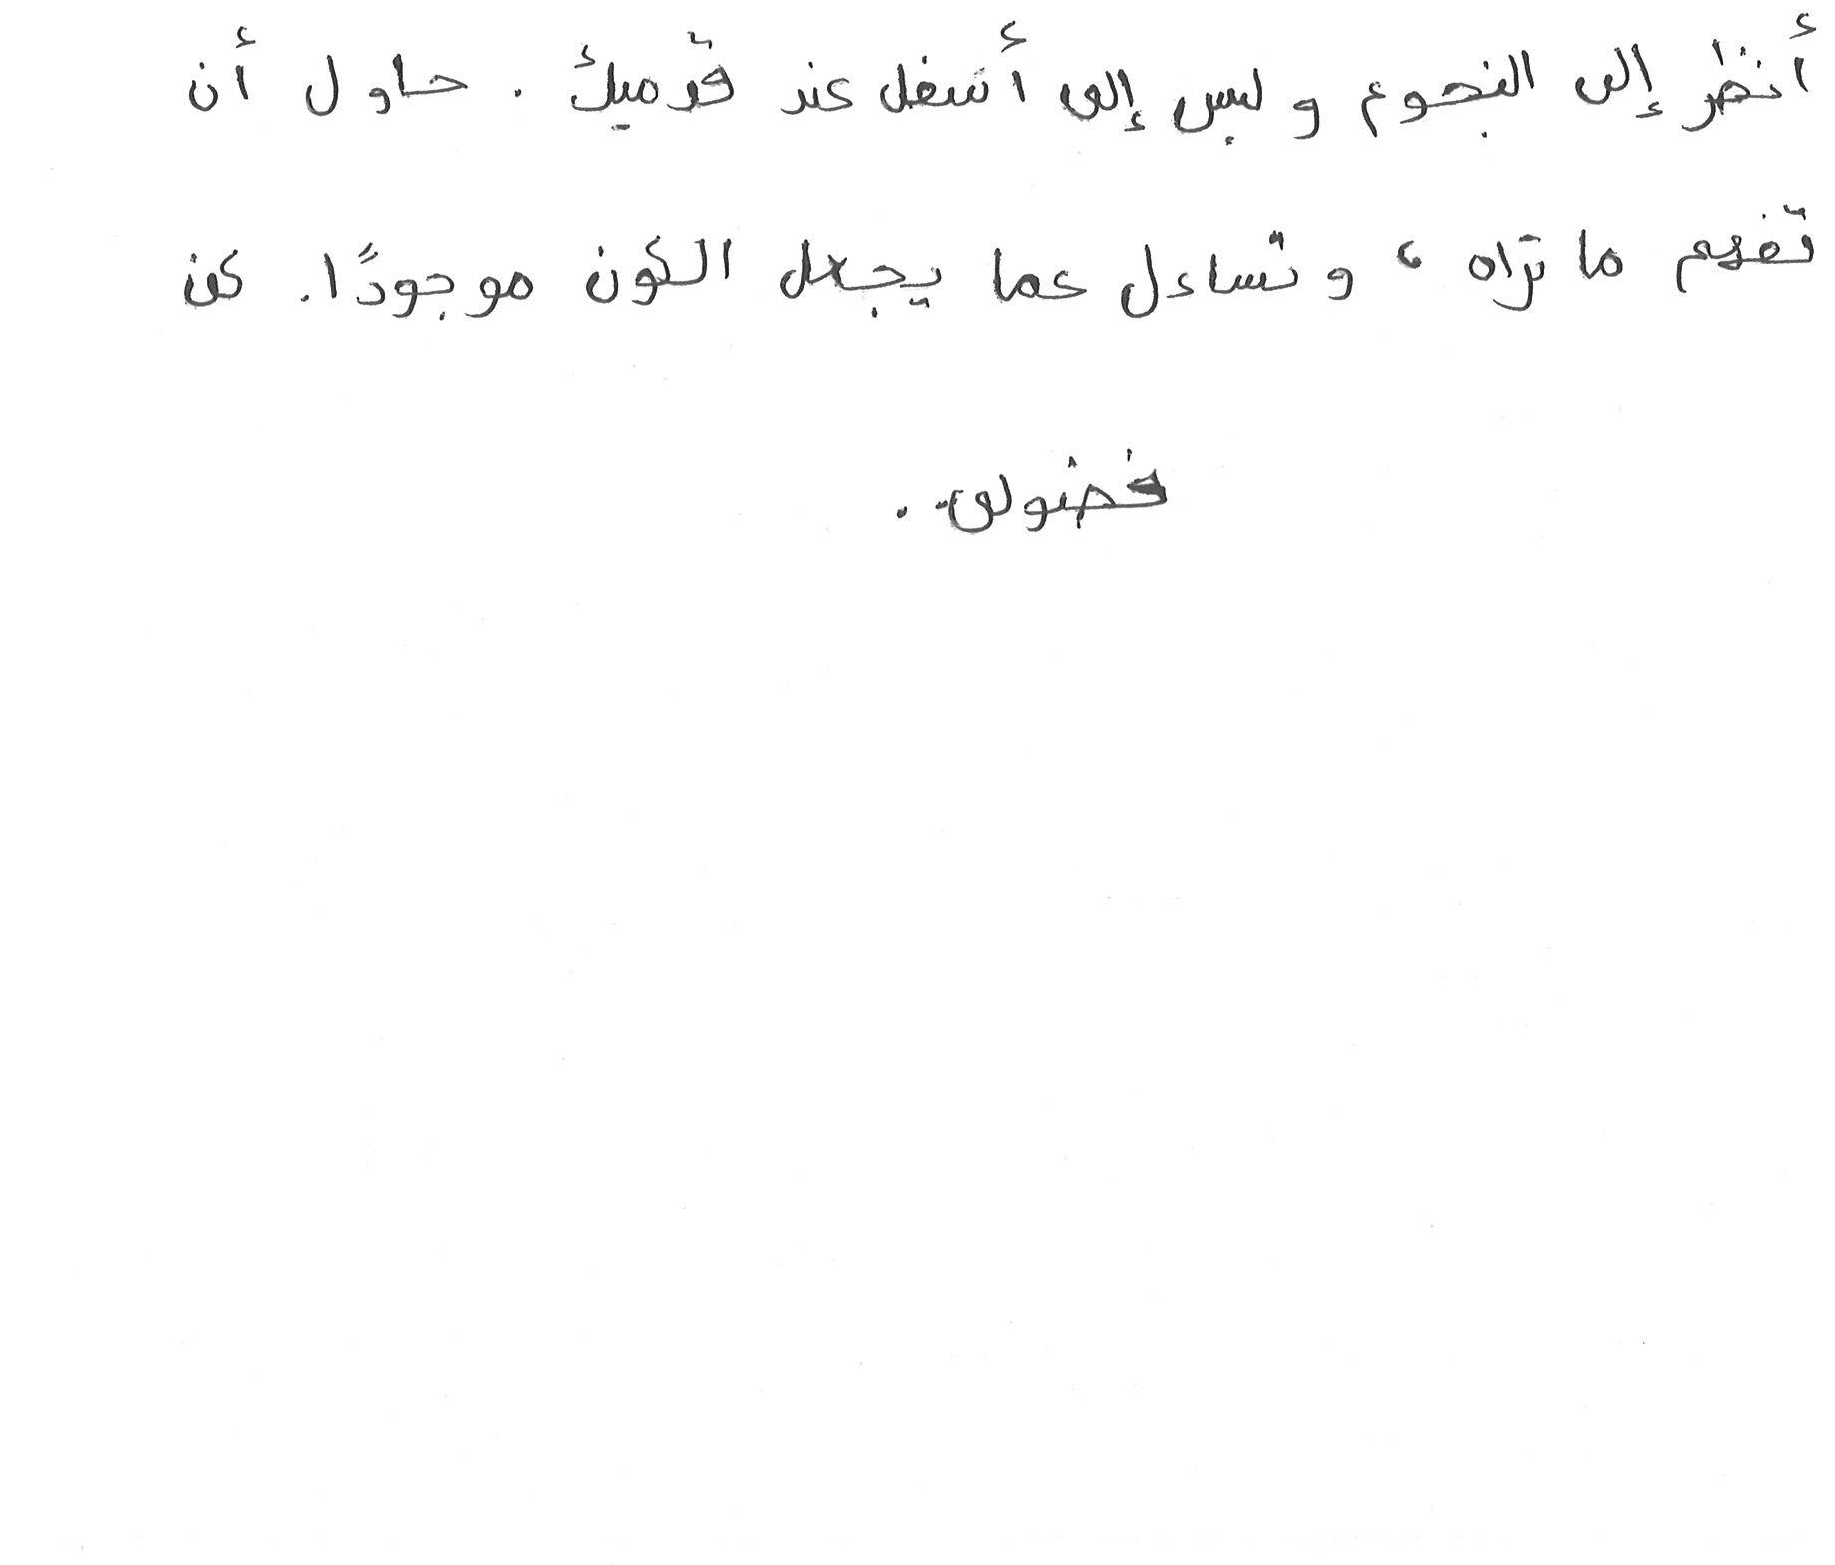 أنظر إلى النجوم وليس إلى أسفل عند قدميك. حاول أن
تفهم ما تراه، وتساءل عما يجعل الكون موجودًا. كن
فضولي.